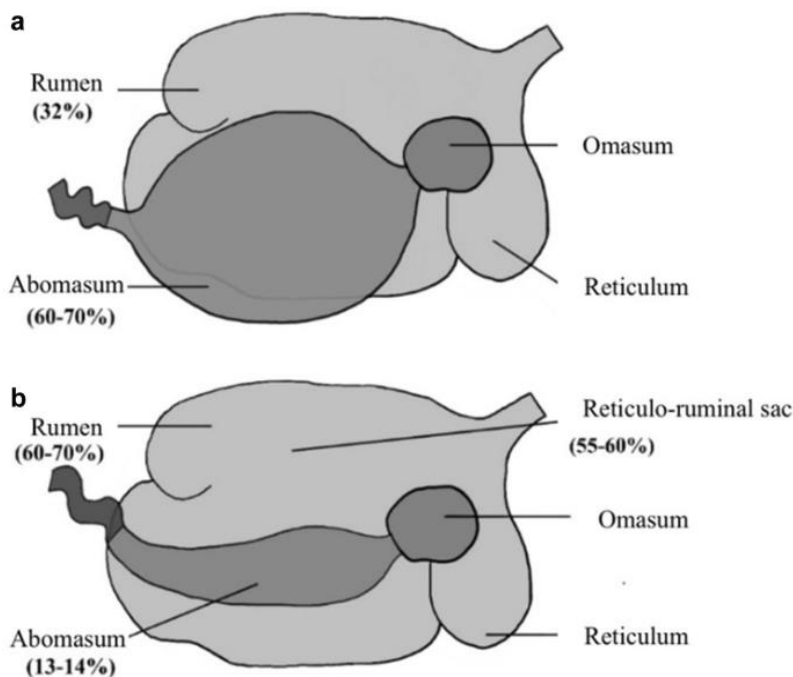 a
Rumen
(32%)
Omasum
Abomasum
(60-70%)
Reticulum
b
Rumen
(60-70%)
Reticulo-ruminal sac
(55-60%)
Omasum
Abomasum
(13-14%)
Reticulum